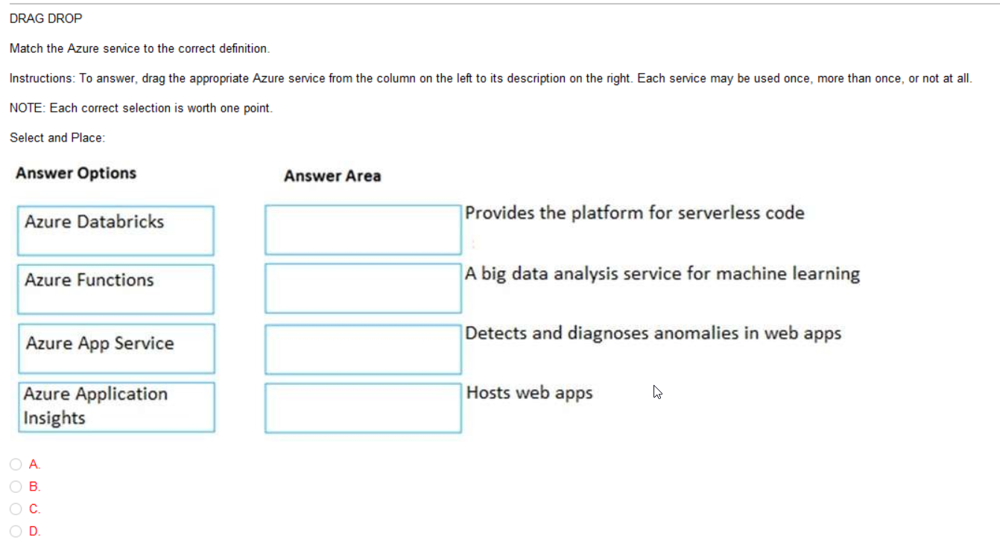 DRAG DROP
Match the Azure service to the correct definition.
Instructions: To answer, drag the appropriate Azure service from the column on the left to its description on the right. Each service may be used once, more than once, or not at all.
NOTE: Each correct selection is worth one point.
Select and Place:
Answer Options
Answer Area
Azure Databricks
Provides the platform for serverless code
Azure Functions
A big data analysis service for machine learning
Azure App Service
Detects and diagnoses anomalies in web apps
Azure Application
Insights
Hosts web apps
A.
B.
C.
D.